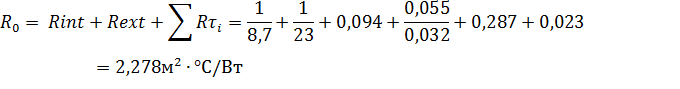 R₀ = Rint + Rext + ∑ Rτᵢ = 1/8,7 + 1/23 + 0,094 + 0,055/0,032 + 0,287 + 0,023
= 2,278м² · °С/Вт